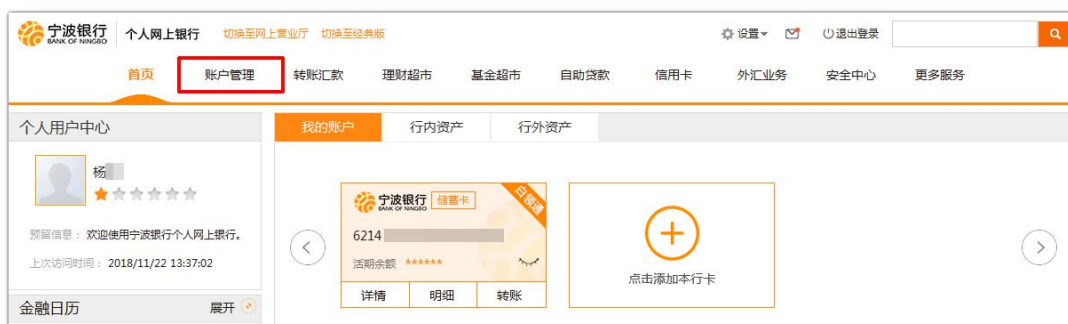 宁波银行 BANK OF NINGBO 个人网上银行 切换至网上营业厅 切换至经典版 设置 退出登录
首页 账户管理 转账汇款 理财超市 基金超市 自助贷款 信用卡 外汇业务 安全中心 更多服务
个人用户中心
杨
预留信息： 欢迎使用宁波银行个人网上银行。
上次访问时间： 2018/11/22 13:37:02
金融日历 展开
我的账户 行内资产 行外资产
宁波银行 BANK OF NINGBO 储蓄卡 白领通
6214
活期余额 ******
详情 明细 转账
点击添加本行卡